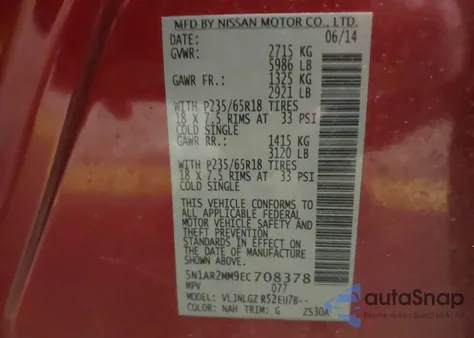 MFD BY NISSAN MOTOR CO., LTD.
DATE: 06/14
GVWR: 2715 KG
5986 LB
GAWR FR.: 1325 KG
2921 LB
WITH P235/65R18 TIRES
18 X 7.5 RIMS AT 33 PSI
COLD SINGLE
GAWR RR.: 1415 KG
3120 LB
WITH P235/65R18 TIRES
18 X 7.5 RIMS AT 33 PSI
COLD SINGLE
THIS VEHICLE CONFORMS TO
ALL APPLICABLE FEDERAL
MOTOR VEHICLE SAFETY AND
THEFT PREVENTION
STANDARDS IN EFFECT ON
THE DATE OF MANUFACTURE
SHOWN ABOVE.
5N1AR2MM9EC708378
MPV 077
MODEL: VLJNLGZ R52EU7B--
COLOR: NAH TRIM: G ZS30A
autoSnap